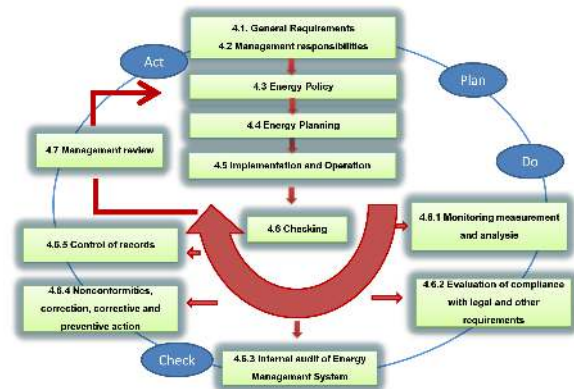 4.1. General Requirements
4.2 Management responsibilities
Act
Plan
4.3 Energy Policy
4.4 Energy Planning
4.7 Management review
4.5 Implementation and Operation
Do
4.6 Checking
4.6.1 Monitoring measurement
and analysis
4.6.5 Control of records
4.6.4 Nonconformities,
correction, corrective and
preventive action
4.6.2 Evaluation of compliance
with legal and other
requirements
Check
4.6.3 Internal audit of Energy
Management System